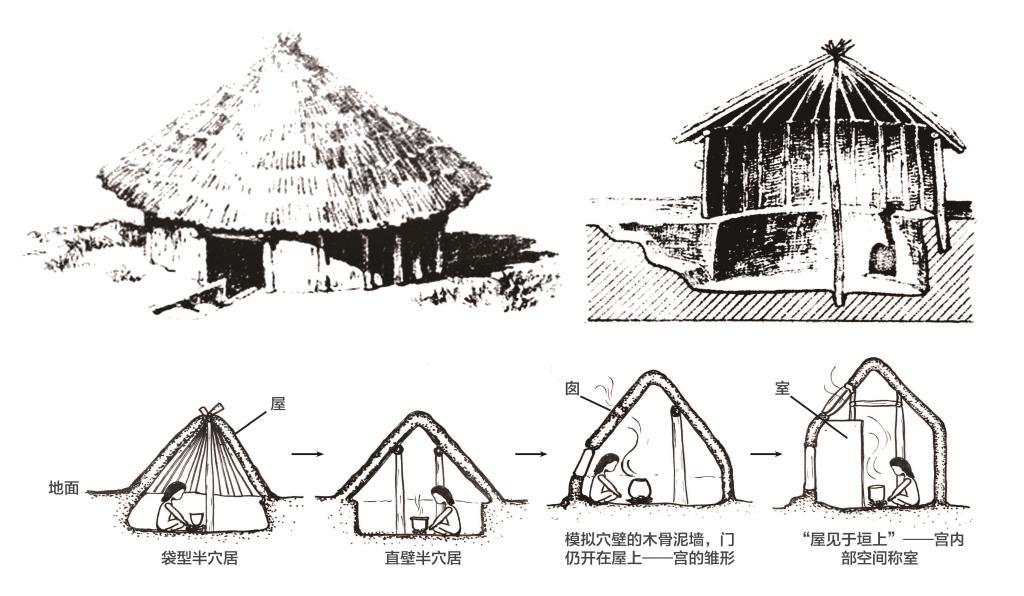 屋
囱
室
地面
袋型半穴居
直壁半穴居
模拟穴壁的木骨泥墙，门
仍开在屋上——宫的雏形
“屋见于垣上”——宫内
部空间称室